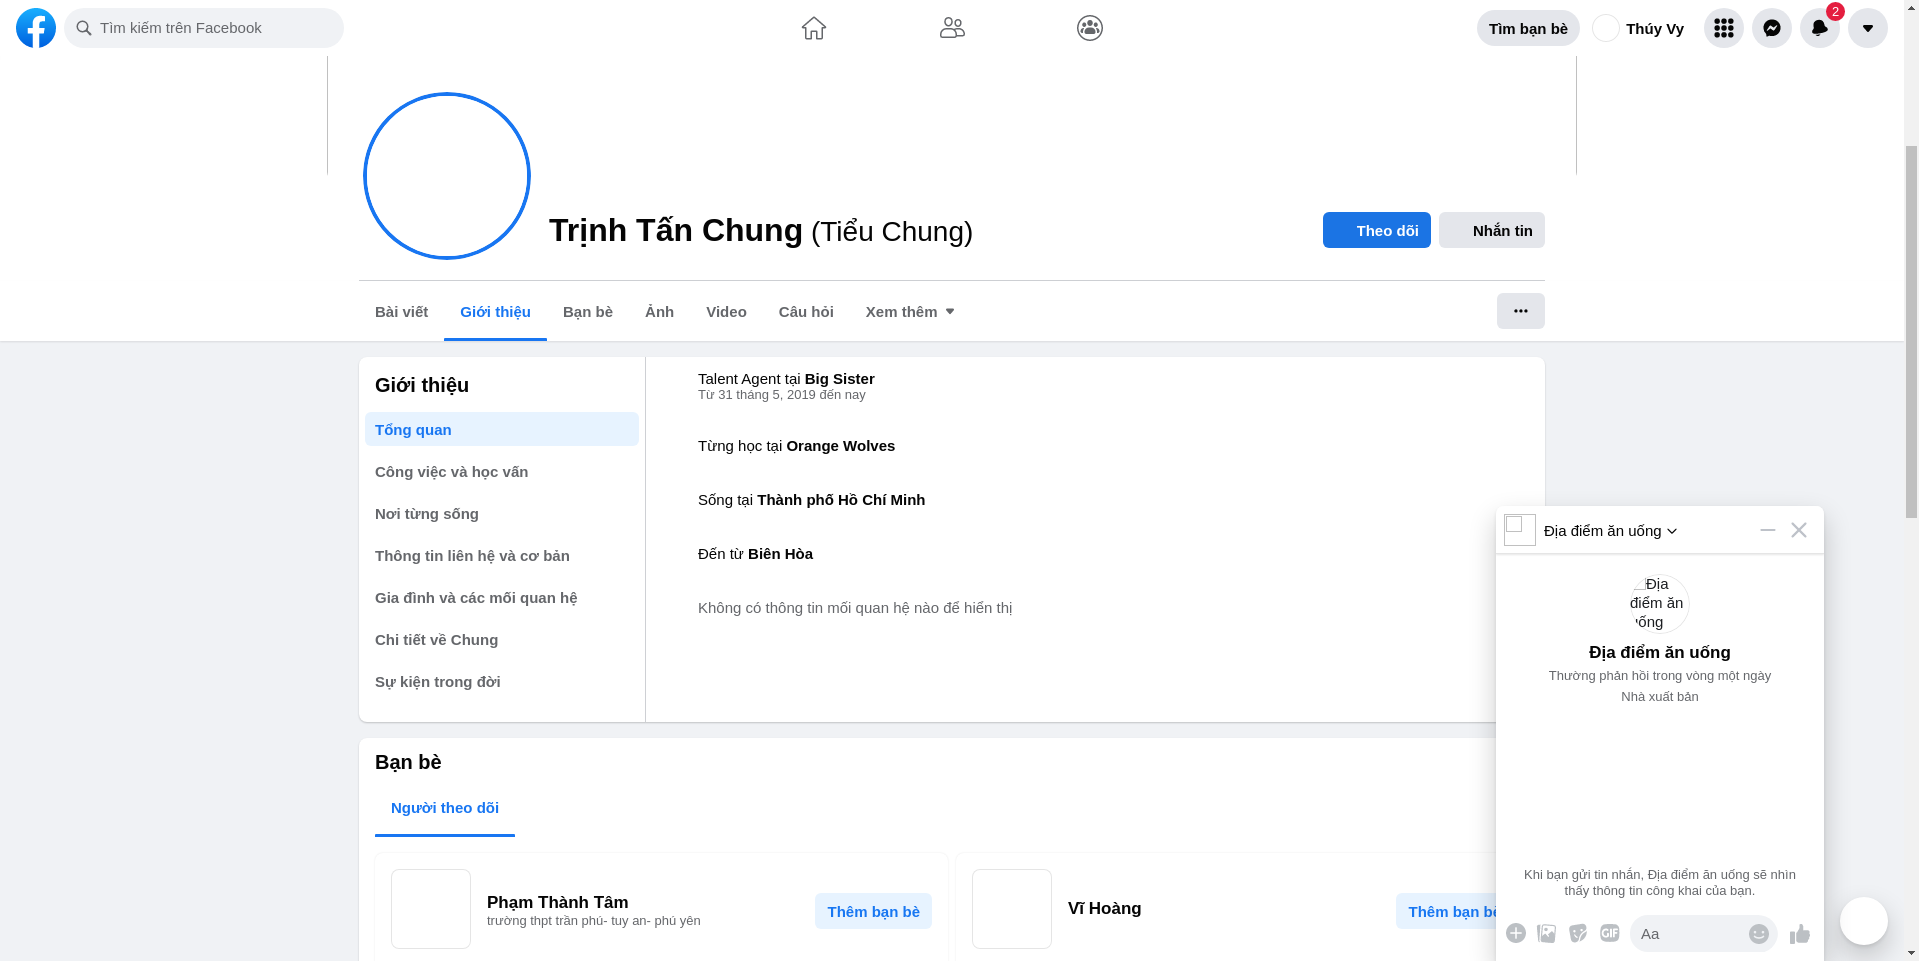 Tìm kiếm trên Facebook
Tìm bạn bè
Thúy Vy
2
Trịnh Tấn Chung (Tiểu Chung)
Theo dõi
Nhắn tin
Bài viết
Giới thiệu
Bạn bè
Ảnh
Video
Câu hỏi
Xem thêm
Giới thiệu
Tổng quan
Công việc và học vấn
Nơi từng sống
Thông tin liên hệ và cơ bản
Gia đình và các mối quan hệ
Chi tiết về Chung
Sự kiện trong đời
Talent Agent tại Big Sister
Từ 31 tháng 5, 2019 đến nay
Từng học tại Orange Wolves
Sống tại Thành phố Hồ Chí Minh
Đến từ Biên Hòa
Không có thông tin mối quan hệ nào để hiển thị
Bạn bè
Người theo dõi
Phạm Thành Tâm
trường thpt trần phú- tuy an- phú yên
Thêm bạn bè
Vĩ Hoàng
Thêm bạn bè
Địa điểm ăn uống
Địa
điểm ăn
uống
Địa điểm ăn uống
Thường phản hồi trong vòng một ngày
Nhà xuất bản
Khi bạn gửi tin nhắn, Địa điểm ăn uống sẽ nhìn
thấy thông tin công khai của bạn.
GIF
Aa